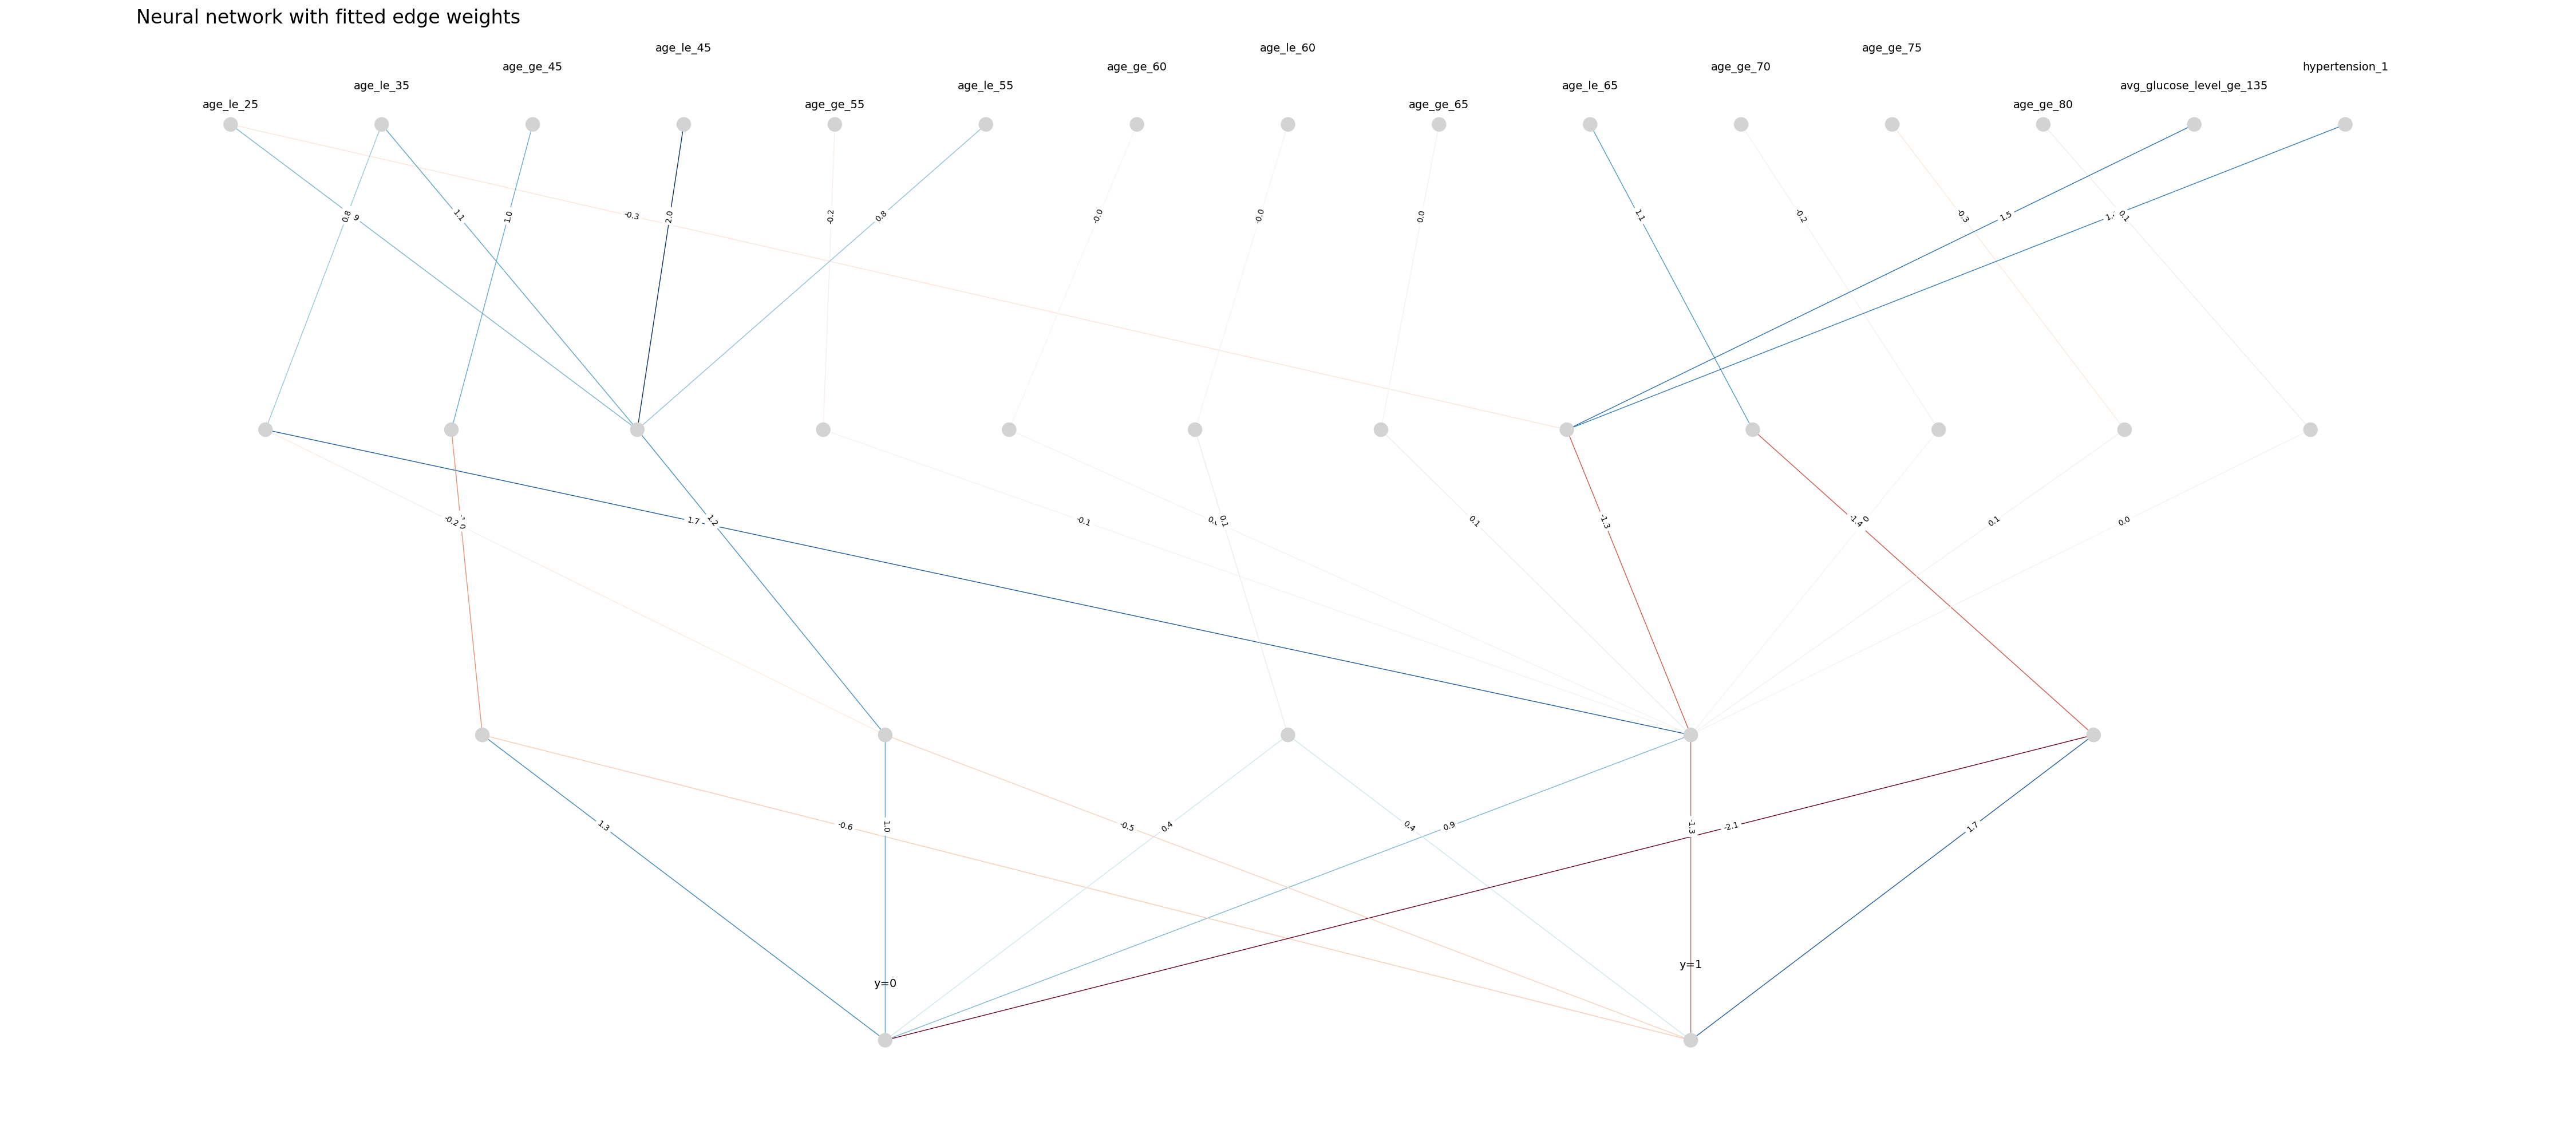 Neural network with fitted edge weights
age_le_45 age_le_60 age_ge_75
age_ge_45 age_ge_60 age_ge_70 hypertension_1
age_le_35 age_le_55 age_le_65 avg_glucose_level_ge_135
age_le_25 age_ge_55 age_ge_65 age_ge_80
0.8 9 1.1 1.0 -0.3 2.0 -0.2 0.8 -0.0 -0.0 0.0 1.1 -0.2 -0.3 1.5 0.1
-0.2 1.7 1.2 -0.1 0.1 0.1 -1.3 -1.4 0.1 0.0
1.3 -0.6 1.0 -0.5 0.4 0.4 0.9 -1.3 -2.1 1.7
y=1
y=0